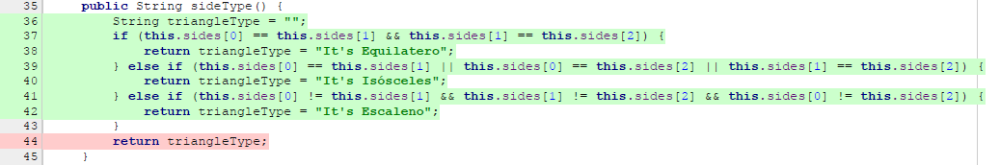 35 public String sideType() {
36 String triangleType = "";
37 if (this.sides[0] == this.sides[1] && this.sides[1] == this.sides[2]) {
38 return triangleType = "It's Equilatero";
39 } else if (this.sides[0] == this.sides[1] || this.sides[0] == this.sides[2] || this.sides[1] == this.sides[2]) {
40 return triangleType = "It's Isósceles";
41 } else if (this.sides[0] != this.sides[1] && this.sides[1] != this.sides[2] && this.sides[0] != this.sides[2]) {
42 return triangleType = "It's Escaleno";
43 }
44 return triangleType;
45 }